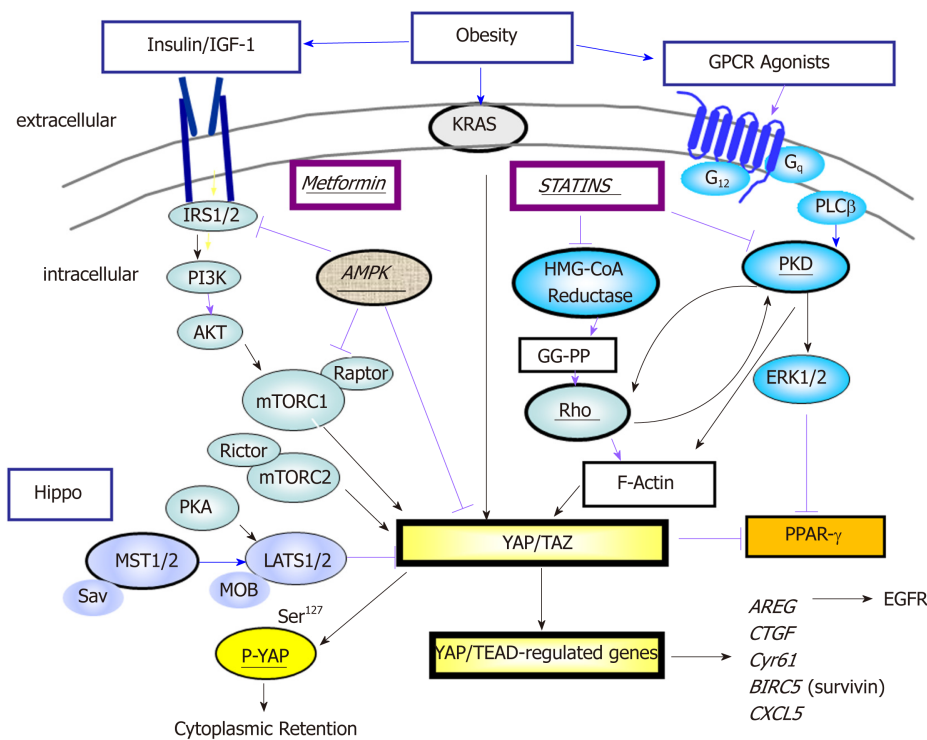 Obesity
Insulin/IGF-1
GPCR Agonists
extracellular
KRAS
Gq
G12
Metformin
STATINS
PLCβ
IRS1/2
intracellular
PI3K
AMPK
HMG-CoA
Reductase
PKD
AKT
GG-PP
Raptor
ERK1/2
mTORC1
Rho
Rictor
mTORC2
F-Actin
Hippo
PKA
YAP/TAZ
PPAR-γ
MST1/2
LATS1/2
Sav
MOB
AREG
EGFR
Ser127
CTGF
P-YAP
YAP/TEAD-regulated genes
Cyr61
BIRC5 (survivin)
CXCL5
Cytoplasmic Retention